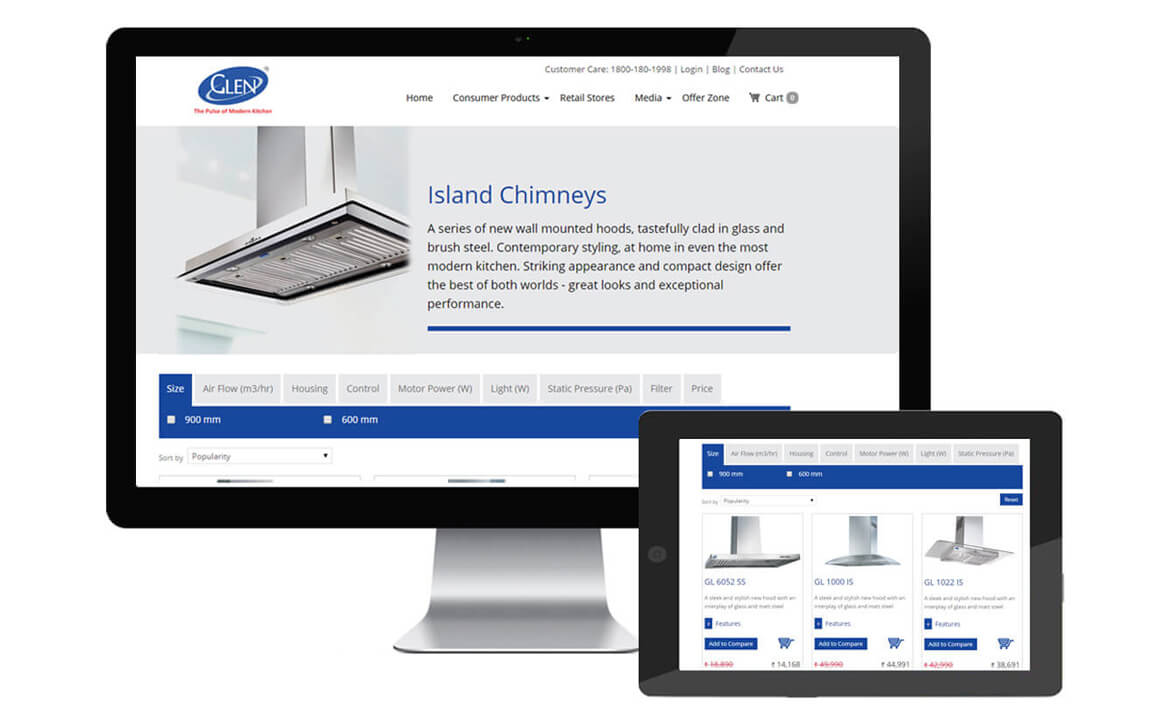 GLEN
®
The Pulse of Modern Kitchen
Customer Care: 1800-180-1998 | Login | Blog | Contact Us
Home Consumer Products Retail Stores Media Offer Zone Cart 0
Island Chimneys
A series of new wall mounted hoods, tastefully clad in glass and
brush steel. Contemporary styling, at home in even the most
modern kitchen. Striking appearance and compact design offer
the best of both worlds - great looks and exceptional
performance.
Size Air Flow (m3/hr) Housing Control Motor Power (W) Light (W) Static Pressure (Pa) Filter Price
900 mm 600 mm
Sort by Popularity
Size Air Flow (m3/hr) Housing Control Motor Power (W) Light (W) Static Pressure (Pa)
900 mm 600 mm
Sort by Popularity Reset
GL 6052 SS GL 1000 IS GL 1022 IS
A sleek and stylish new hood with an A sleek and stylish new hood with an A sleek and stylish new hood with an
interplay of glass and matt steel interplay of glass and matt steel interplay of glass and matt steel
+ Features + Features + Features
Add to Compare Add to Compare Add to Compare
₹ 14,168 ₹ 49,990 ₹ 44,991 ₹ 42,990 ₹ 38,691